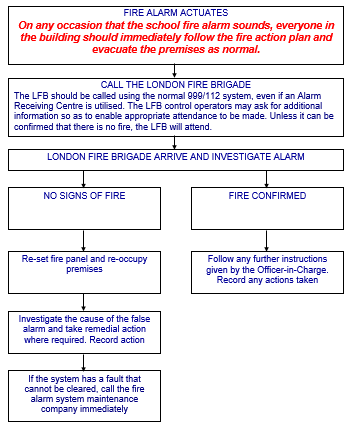 FIRE ALARM ACTUATES
On any occasion that the school fire alarm sounds, everyone in
the building should immediately follow the fire action plan and
evacuate the premises as normal.
CALL THE LONDON FIRE BRIGADE
The LFB should be called using the normal 999/112 system, even if an Alarm
Receiving Centre is utilised. The LFB control operators may ask for additional
information so as to enable appropriate attendance to be made. Unless it can be
confirmed that there is no fire, the LFB will attend.
LONDON FIRE BRIGADE ARRIVE AND INVESTIGATE ALARM
NO SIGNS OF FIRE
Re-set fire panel and re-occupy
premises
Investigate the cause of the false
alarm and take remedial action
where required. Record action
If the system has a fault that
cannot be cleared, call the fire
alarm system maintenance
company immediately
FIRE CONFIRMED
Follow any further instructions
given by the Officer-in-Charge.
Record any actions taken